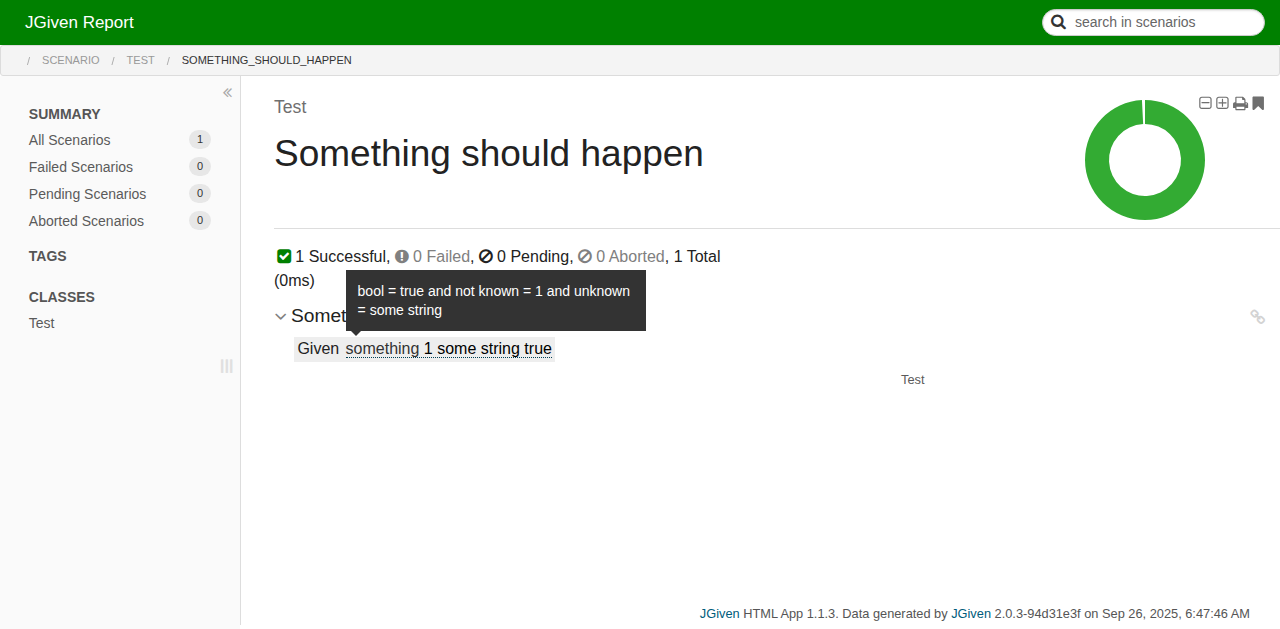 JGiven Report
search in scenarios
/ SCENARIO / TEST / SOMETHING_SHOULD_HAPPEN
SUMMARY
All Scenarios 1
Failed Scenarios 0
Pending Scenarios 0
Aborted Scenarios 0
TAGS
CLASSES
Test
Test
Something should happen
1 Successful, 0 Failed, 0 Pending, 0 Aborted, 1 Total
(0ms)
bool = true and not known = 1 and unknown
= some string
Somet
Given something 1 some string true
Test
JGiven HTML App 1.1.3. Data generated by JGiven 2.0.3-94d31e3f on Sep 26, 2025, 6:47:46 AM